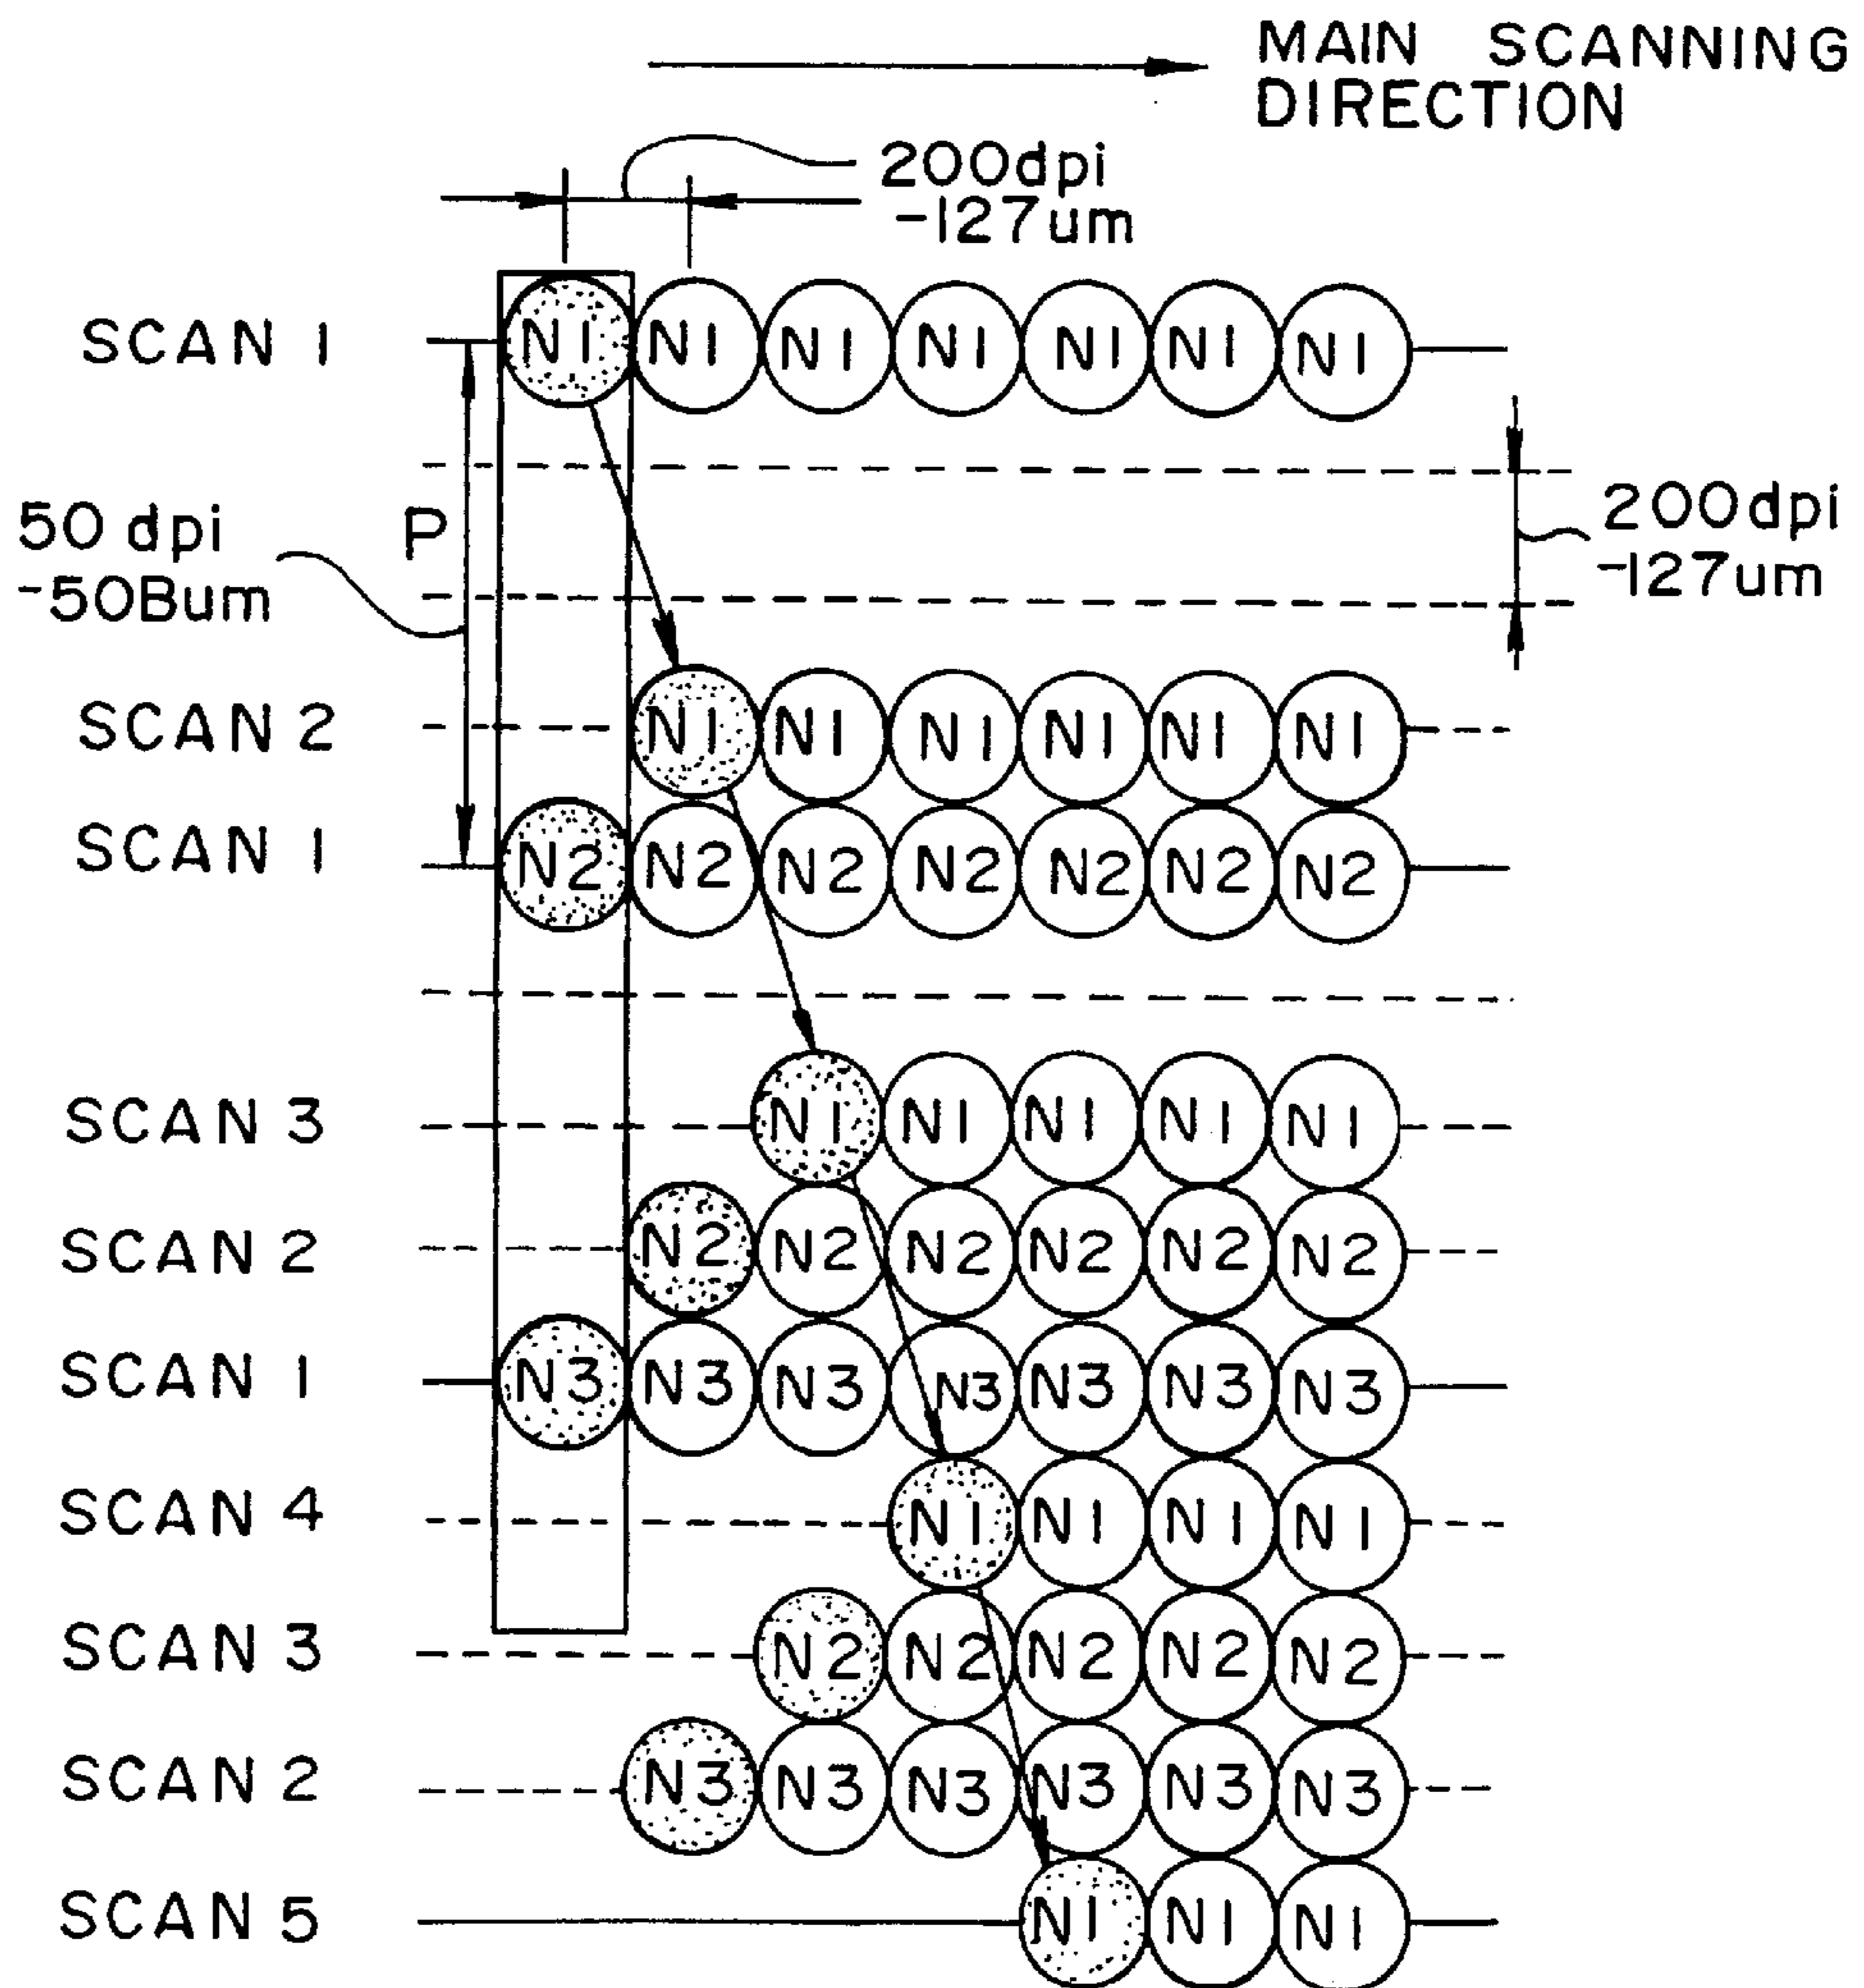 MAIN SCANNING
DIRECTION
200dpi
-127um
SCAN 1 N1 N1 N1 N1 N1 N1 N1
50 dpi
-50Bum
P
200dpi
-127um
SCAN 2 N1 N1 N1 N1 N1 N1
SCAN 1 N2 N2 N2 N2 N2 N2 N2
SCAN 3 N1 N1 N1 N1 N1
SCAN 2 N2 N2 N2 N2 N2 N2
SCAN 1 N3 N3 N3 N3 N3 N3 N3
SCAN 4 N1 N1 N1 N1
SCAN 3 N2 N2 N2 N2 N2
SCAN 2 N3 N3 N3 N3 N3 N3
SCAN 5 N1 N1 N1